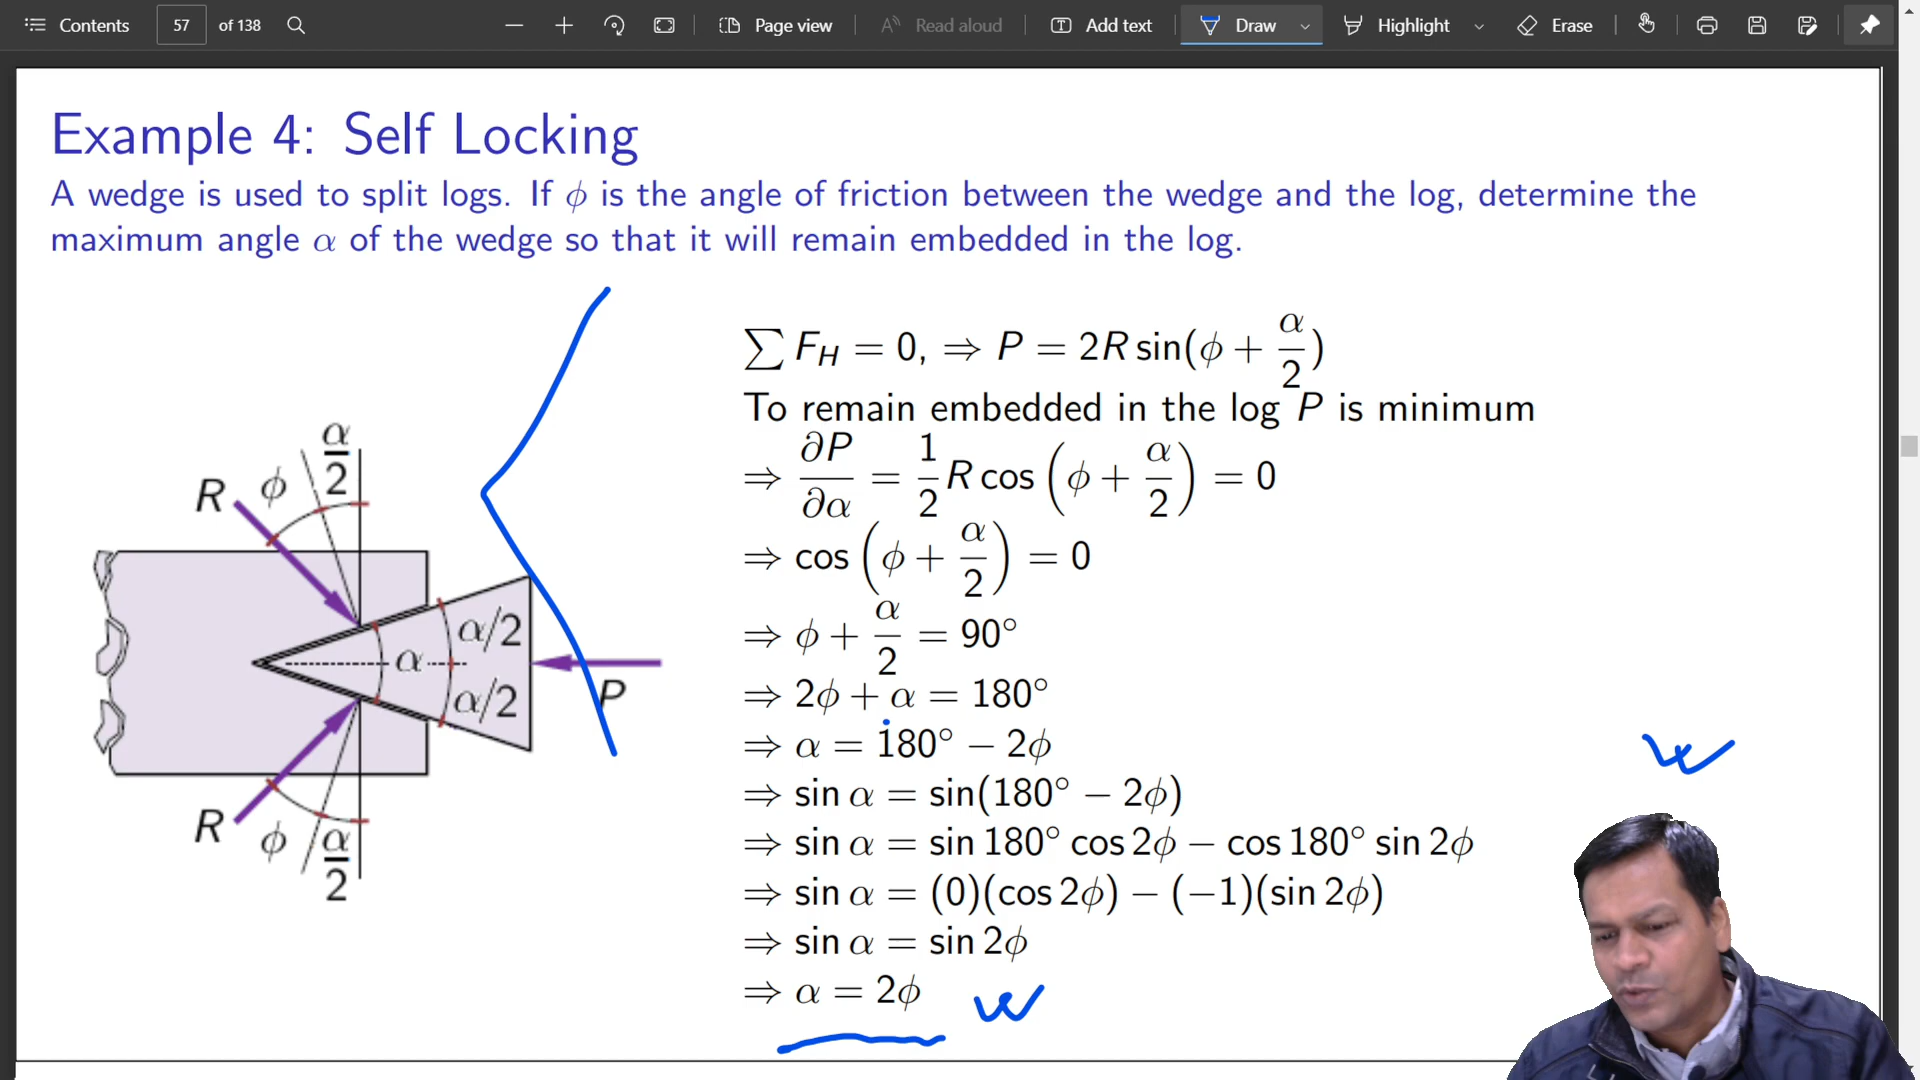 Contents 57 of 138 Page view Read aloud Add text Draw Highlight Erase
Example 4: Self Locking
A wedge is used to split logs. If ϕ is the angle of friction between the wedge and the log, determine the
maximum angle α of the wedge so that it will remain embedded in the log.
α/2
ϕ
R
α/2
α
α/2
P
R
ϕ
α/2
∑ F_H = 0, ⇒ P = 2R sin(ϕ + α/2)
To remain embedded in the log P is minimum
⇒ ∂P/∂α = 1/2 R cos (ϕ + α/2) = 0
⇒ cos (ϕ + α/2) = 0
⇒ ϕ + α/2 = 90°
⇒ 2ϕ + α = 180°
⇒ α = 180° − 2ϕ
⇒ sin α = sin(180° − 2ϕ)
⇒ sin α = sin 180° cos 2ϕ − cos 180° sin 2ϕ
⇒ sin α = (0)(cos 2ϕ) − (−1)(sin 2ϕ)
⇒ sin α = sin 2ϕ
⇒ α = 2ϕ